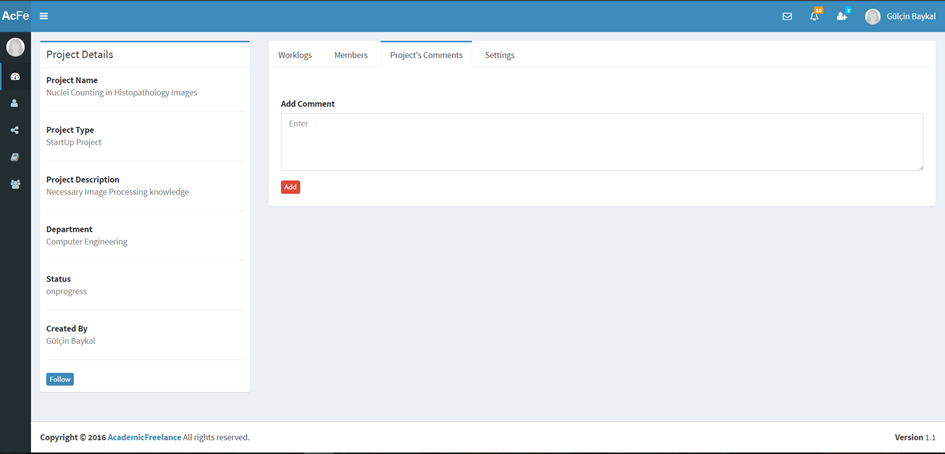 AcFe
10
3
Gülçin Baykal
Project Details
Project Name
Nuclei Counting in Histopathology Images
Project Type
StartUp Project
Project Description
Necessary Image Processing knowledge
Department
Computer Engineering
Status
onprogress
Created By
Gülçin Baykal
Follow
Worklogs Members Project's Comments Settings
Add Comment
Enter
Add
Copyright © 2016 AcademicFreelance All rights reserved.
Version 1.1